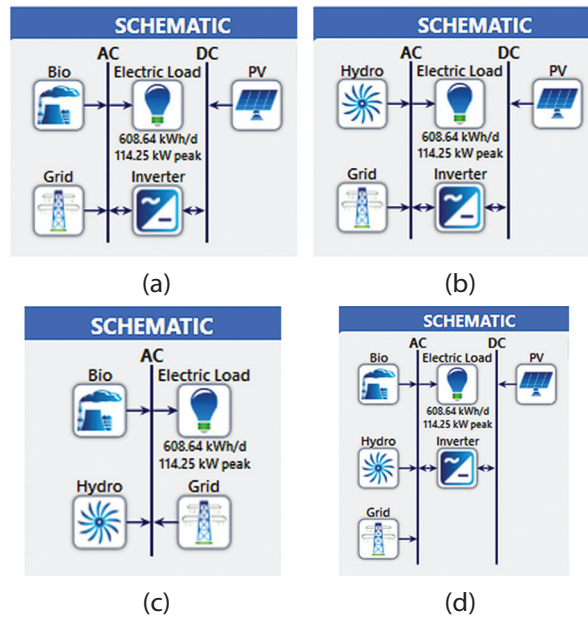 SCHEMATIC
AC DC
Bio Electric Load PV
608.64 kWh/d
114.25 kW peak
Grid Inverter
(a)
SCHEMATIC
AC DC
Hydro Electric Load PV
608.64 kWh/d
114.25 kW peak
Grid Inverter
(b)
SCHEMATIC
AC
Bio Electric Load
608.64 kWh/d
114.25 kW peak
Hydro Grid
(c)
SCHEMATIC
AC DC
Bio Electric Load PV
608.64 kWh/d
114.25 kW peak
Hydro Inverter
Grid
(d)